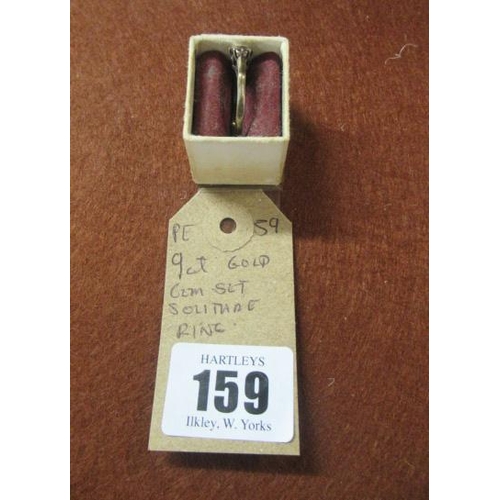 PE 59
9ct GOLD
GEM SET
SOLITAIRE
RING
HARTLEYS
159
Ilkley, W. Yorks